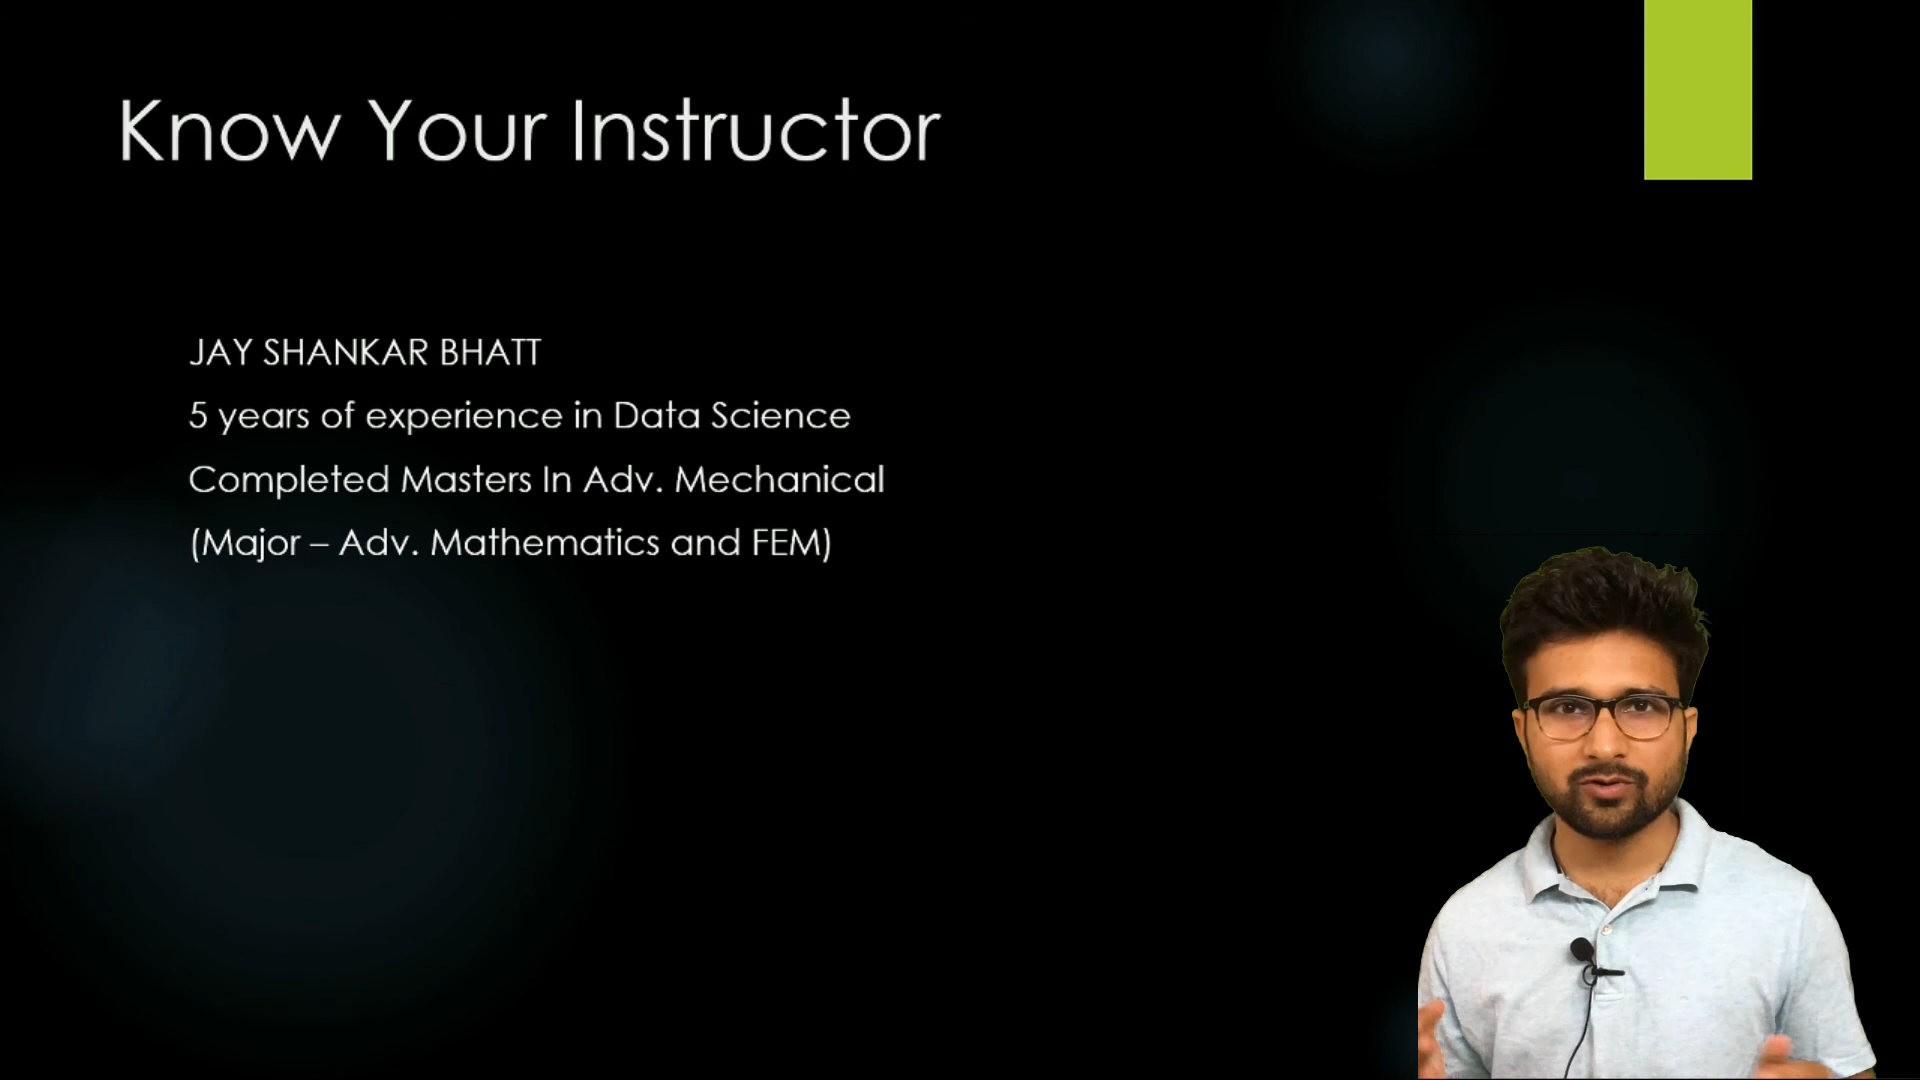 Know Your Instructor
JAY SHANKAR BHATT
5 years of experience in Data Science
Completed Masters In Adv. Mechanical
(Major – Adv. Mathematics and FEM)